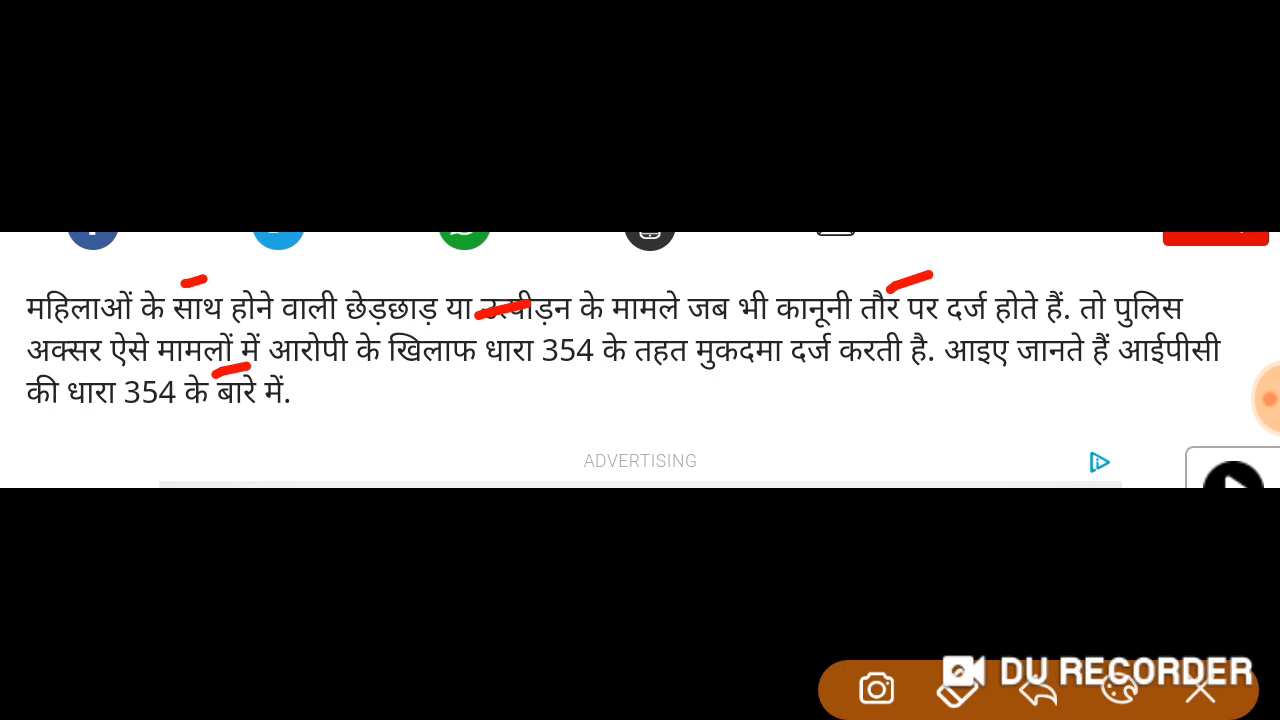 महिलाओं के साथ होने वाली छेड़छाड़ या उत्पीड़न के मामले जब भी कानूनी तौर पर दर्ज होते हैं. तो पुलिस
अक्सर ऐसे मामलों में आरोपी के खिलाफ धारा 354 के तहत मुकदमा दर्ज करती है. आइए जानते हैं आईपीसी
की धारा 354 के बारे में.
ADVERTISING
DU RECORDER